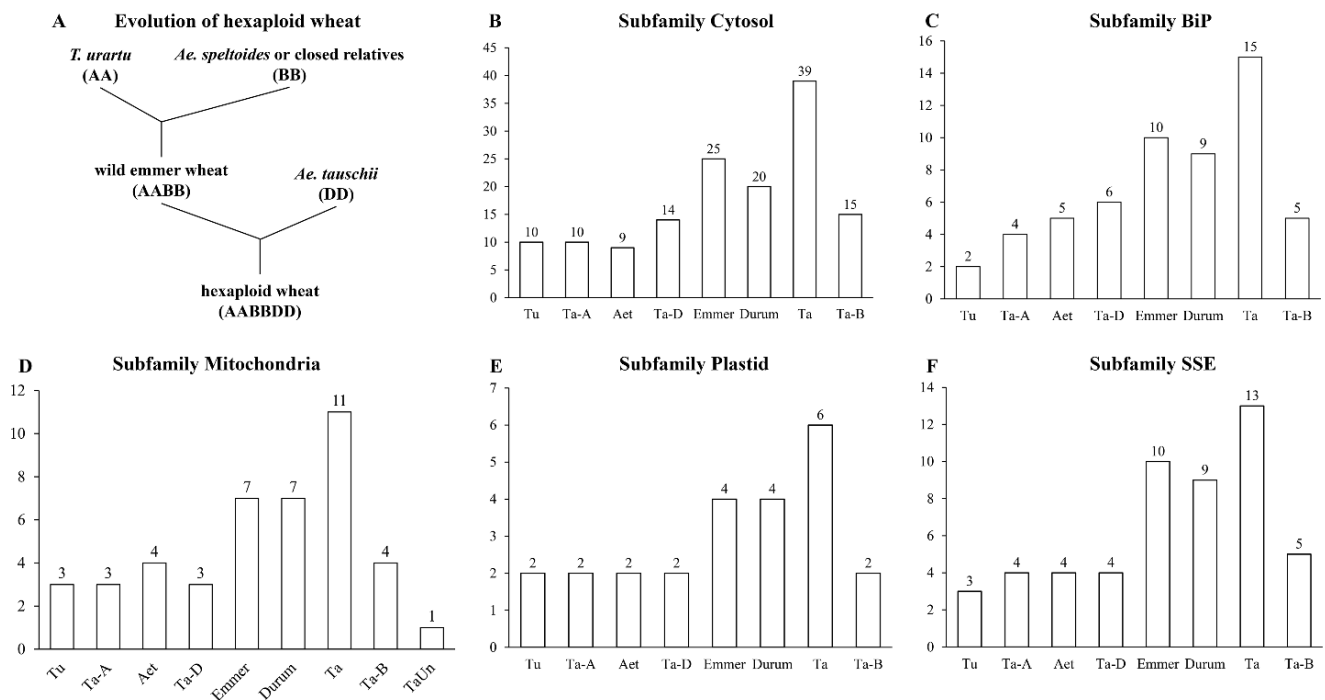 A Evolution of hexaploid wheat
T. urartu Ae. speltoides or closed relatives
(AA) (BB)
wild emmer wheat Ae. tauschii
(AABB) (DD)
hexaploid wheat
(AABBDD)
B Subfamily Cytosol
45
40
35
30
25
20
15
10
5
0
10 10 9 14 25 20 39 15
Tu Ta-A Aet Ta-D Emmer Durum Ta Ta-B
C Subfamily BiP
16
14
12
10
8
6
4
2
0
2 4 5 6 10 9 15 5
Tu Ta-A Aet Ta-D Emmer Durum Ta Ta-B
D Subfamily Mitochondria
12
10
8
6
4
2
0
3 3 4 3 7 7 11 4 1
Tu Ta-A Aet Ta-D Emmer Durum Ta Ta-B TaUn
E Subfamily Plastid
7
6
5
4
3
2
1
0
2 2 2 2 4 4 6 2
Tu Ta-A Aet Ta-D Emmer Durum Ta Ta-B
F Subfamily SSE
14
12
10
8
6
4
2
0
3 4 4 4 10 9 13 5
Tu Ta-A Aet Ta-D Emmer Durum Ta Ta-B